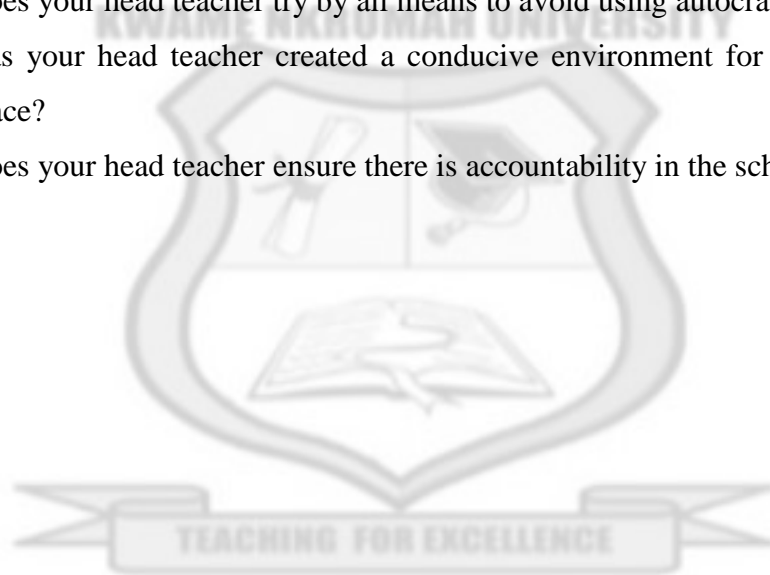 oes your head teacher try by all means to avoid using autocra
KWAME NKRUMAH UNIVERSITY
as your head teacher created a conducive environment for
ace?
oes your head teacher ensure there is accountability in the sch
TEACHING FOR EXCELLENCE